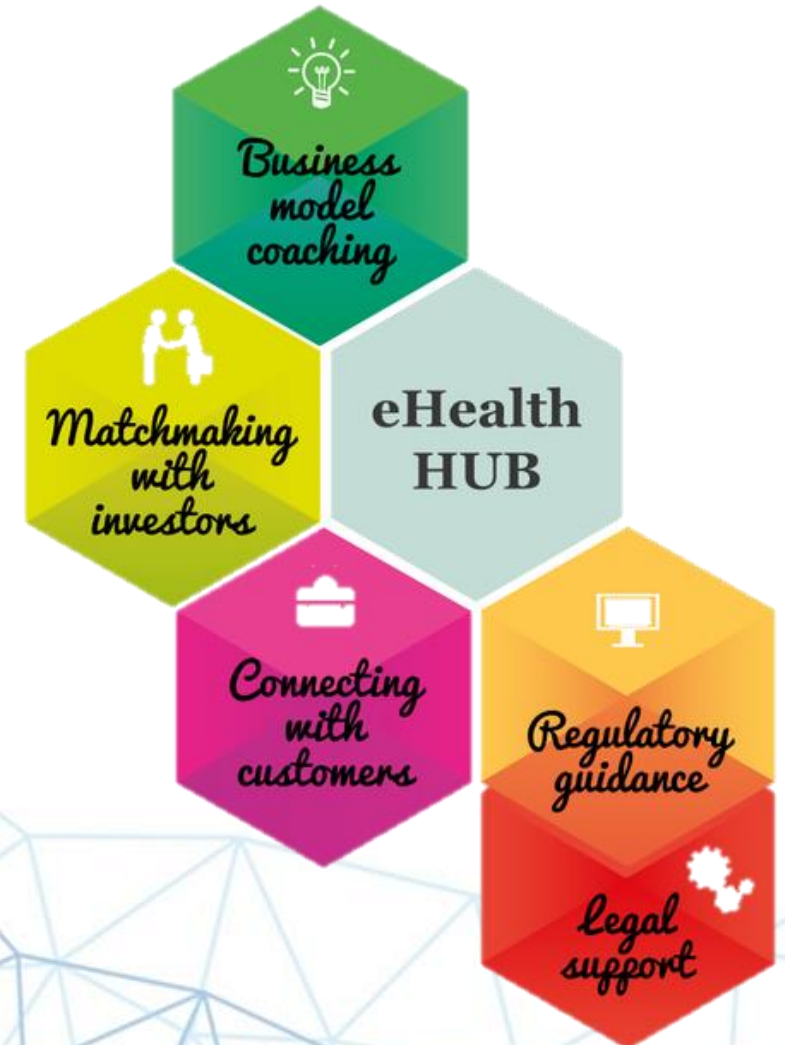 Business
model
coaching
Matchmaking
with
investors
eHealth
HUB
Connecting
with
customers
Regulatory
guidance
Legal
support